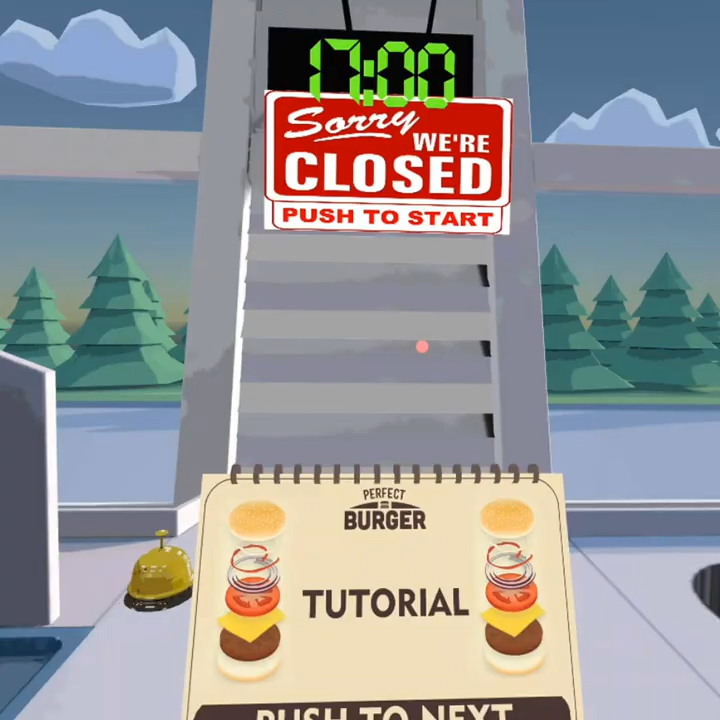 17:00
Sorry
WE'RE
CLOSED
PUSH TO START
PERFECT
BURGER
TUTORIAL
PUSH TO NEXT